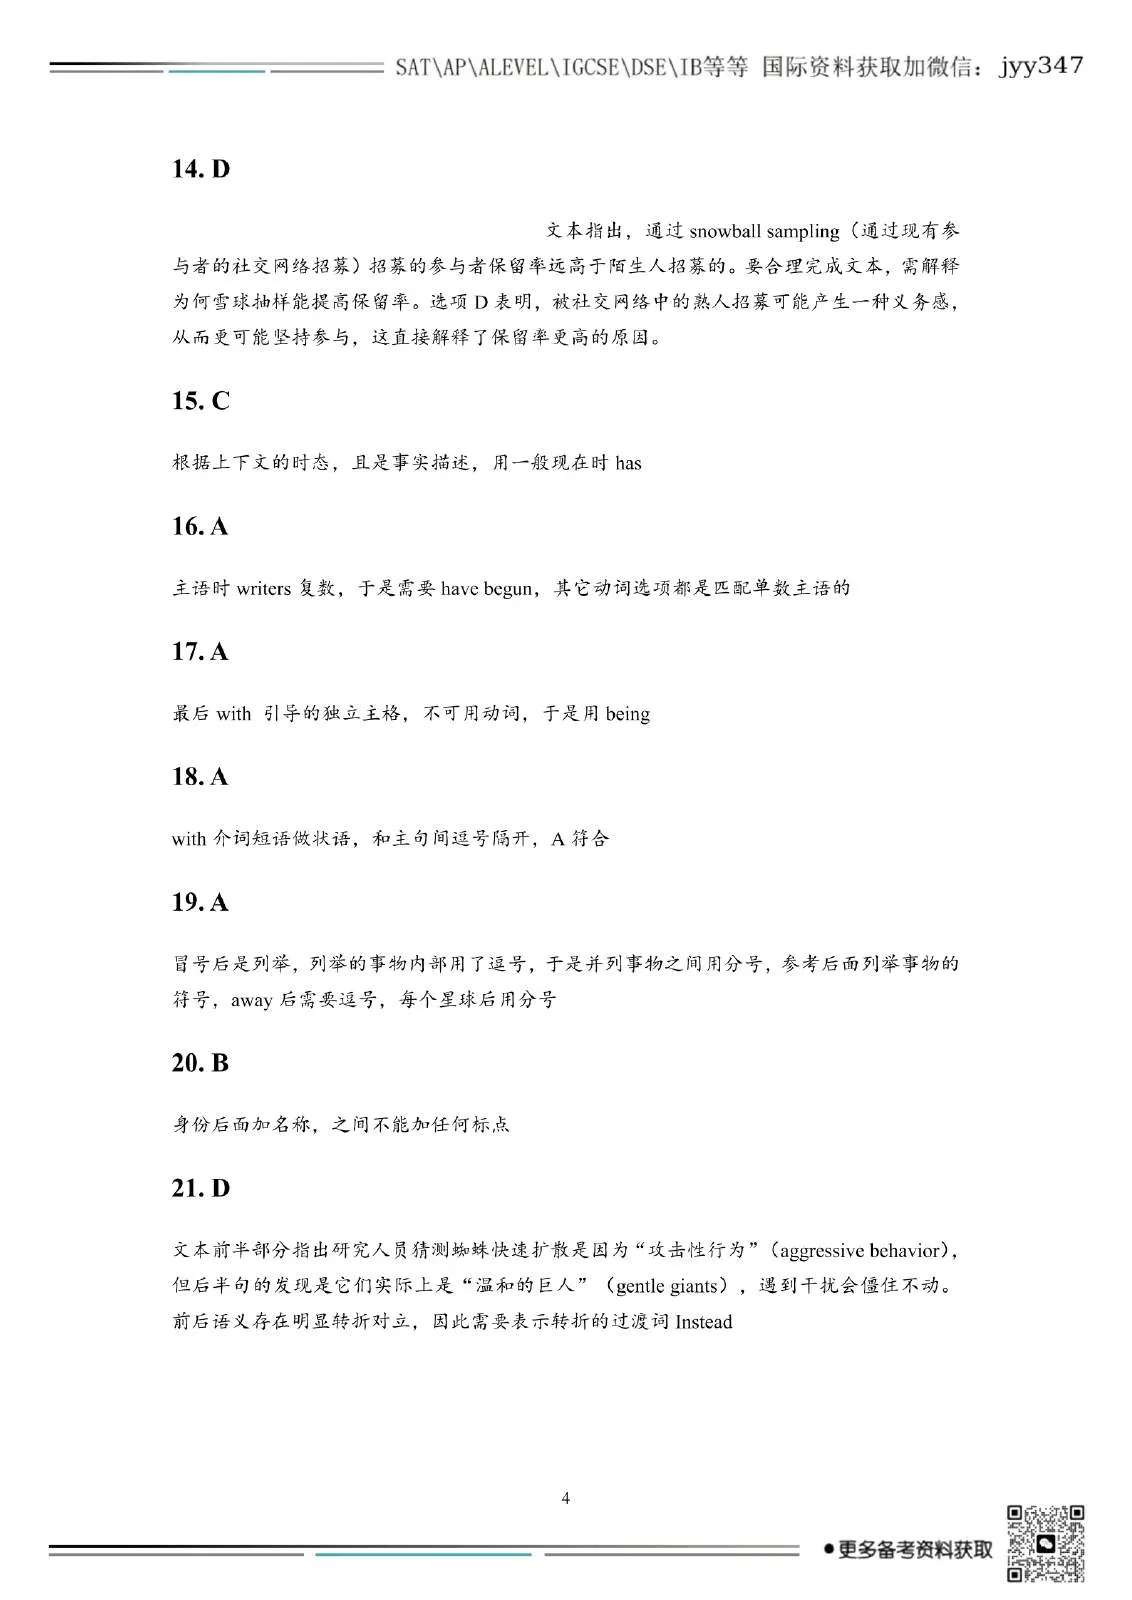 SAT\AP\ALEVEL\IGCSE\DSE\IB等等 国际资料获取加微信：jyy347
14. D
文本指出，通过 snowball sampling（通过现有参
与者的社交网络招募）招募的参与者保留率远高于陌生人招募的。要合理完成文本，需解释
为何雪球抽样能提高保留率。选项 D 表明，被社交网络中的熟人招募可能产生一种义务感，
从而更可能坚持参与，这直接解释了保留率更高的原因。
15. C
根据上下文的时态，且是事实描述，用一般现在时 has
16. A
主语时 writers 复数，于是需要 have begun，其它动词选项都是匹配单数主语的
17. A
最后 with 引导的独立主格，不可用动词，于是用 being
18. A
with 介词短语做状语，和主句间逗号隔开，A 符合
19. A
冒号后是列举，列举的事物内部用了逗号，于是并列事物之间用分号，参考后面列举事物的
符号，away 后需要逗号，每个星球后用分号
20. B
身份后面加名称，之间不能加任何标点
21. D
文本前半部分指出研究人员猜测蜘蛛快速扩散是因为“攻击性行为”（aggressive behavior），
但后半句的发现是它们实际上是“温和的巨人”（gentle giants），遇到干扰会僵住不动。
前后语义存在明显转折对立，因此需要表示转折的过渡词 Instead
4
●更多备考资料获取